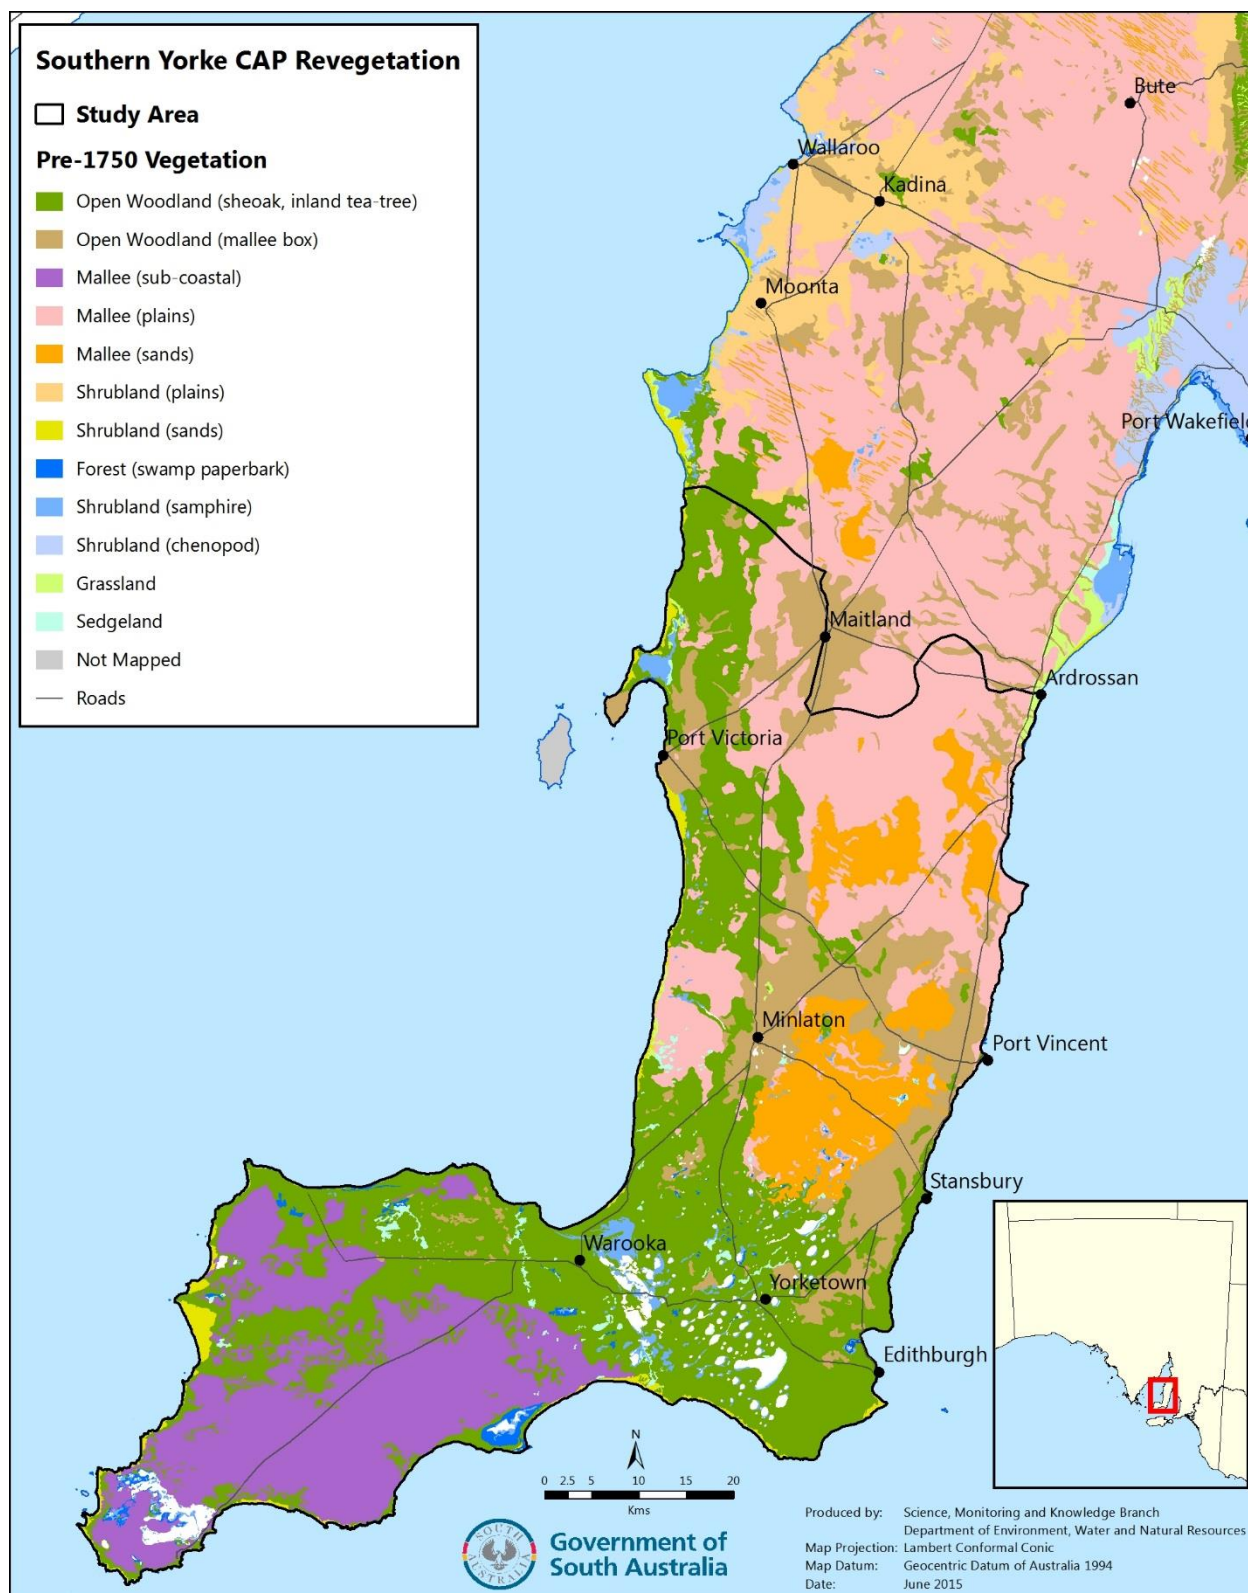 Southern Yorke CAP Revegetation
Study Area
Pre-1750 Vegetation
Open Woodland (sheoak, inland tea-tree)
Open Woodland (mallee box)
Mallee (sub-coastal)
Mallee (plains)
Mallee (sands)
Shrubland (plains)
Shrubland (sands)
Forest (swamp paperbark)
Shrubland (samphire)
Shrubland (chenopod)
Grassland
Sedgeland
Not Mapped
Roads
Bute
Wallaroo
Kadina
Moonta
Port Wakefield
Maitland
Ardrossan
Port Victoria
Minlaton
Port Vincent
Stansbury
Warooka
Yorketown
Edithburgh
N
0 2.5 5 10 15 20
Kms
SOUTH AUSTRALIA
Government of
South Australia
Produced by: Science, Monitoring and Knowledge Branch
Department of Environment, Water and Natural Resources
Map Projection: Lambert Conformal Conic
Map Datum: Geocentric Datum of Australia 1994
Date: June 2015